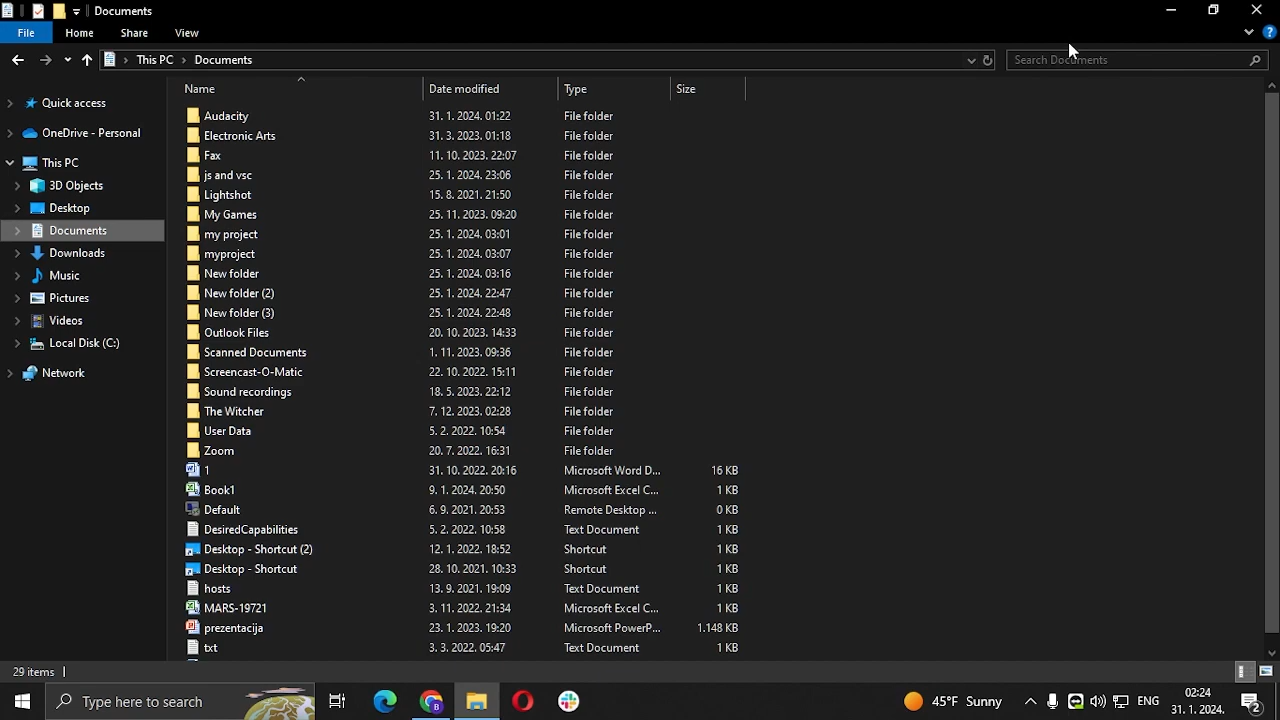 Documents
File Home Share View
This PC Documents Search Documents
Name Date modified Type Size
Quick access
OneDrive - Personal
This PC
3D Objects
Desktop
Documents
Downloads
Music
Pictures
Videos
Local Disk (C:)
Network
Audacity 31. 1. 2024. 01:22 File folder
Electronic Arts 31. 3. 2023. 01:18 File folder
Fax 11. 10. 2023. 22:07 File folder
js and vsc 25. 1. 2024. 23:06 File folder
Lightshot 15. 8. 2021. 21:50 File folder
My Games 25. 11. 2023. 09:20 File folder
my project 25. 1. 2024. 03:01 File folder
myproject 25. 1. 2024. 03:07 File folder
New folder 25. 1. 2024. 03:16 File folder
New folder (2) 25. 1. 2024. 22:47 File folder
New folder (3) 25. 1. 2024. 22:48 File folder
Outlook Files 20. 10. 2023. 14:33 File folder
Scanned Documents 1. 11. 2023. 09:36 File folder
Screencast-O-Matic 22. 10. 2022. 15:11 File folder
Sound recordings 18. 5. 2023. 22:12 File folder
The Witcher 7. 12. 2023. 02:28 File folder
User Data 5. 2. 2022. 10:54 File folder
Zoom 20. 7. 2022. 16:31 File folder
1 31. 10. 2022. 20:16 Microsoft Word D... 16 KB
Book1 9. 1. 2024. 20:50 Microsoft Excel C... 1 KB
Default 6. 9. 2021. 20:53 Remote Desktop ... 0 KB
DesiredCapabilities 5. 2. 2022. 10:58 Text Document 1 KB
Desktop - Shortcut (2) 12. 1. 2022. 18:52 Shortcut 1 KB
Desktop - Shortcut 28. 10. 2021. 10:33 Shortcut 1 KB
hosts 13. 9. 2021. 19:09 Text Document 1 KB
MARS-19721 3. 11. 2022. 21:34 Microsoft Excel C... 1 KB
prezentacija 23. 1. 2023. 19:20 Microsoft PowerP... 1.148 KB
txt 3. 3. 2022. 05:47 Text Document 1 KB
29 items
Type here to search 45°F Sunny ENG 02:24
31. 1. 2024. 2